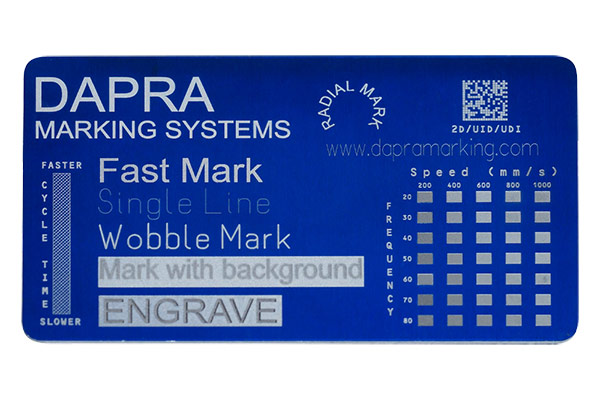 DAPRA
MARKING SYSTEMS
RADIAL MARK
2D/UID/UDI
www.dapramarking.com
FASTER
CYCLE TIME
SLOWER
Fast Mark
Single Line
Wobble Mark
Mark with background
ENGRAVE
Speed (mm/s)
200 400 600 800 1000
FREQUENCY
20
30
40
50
60
70
80